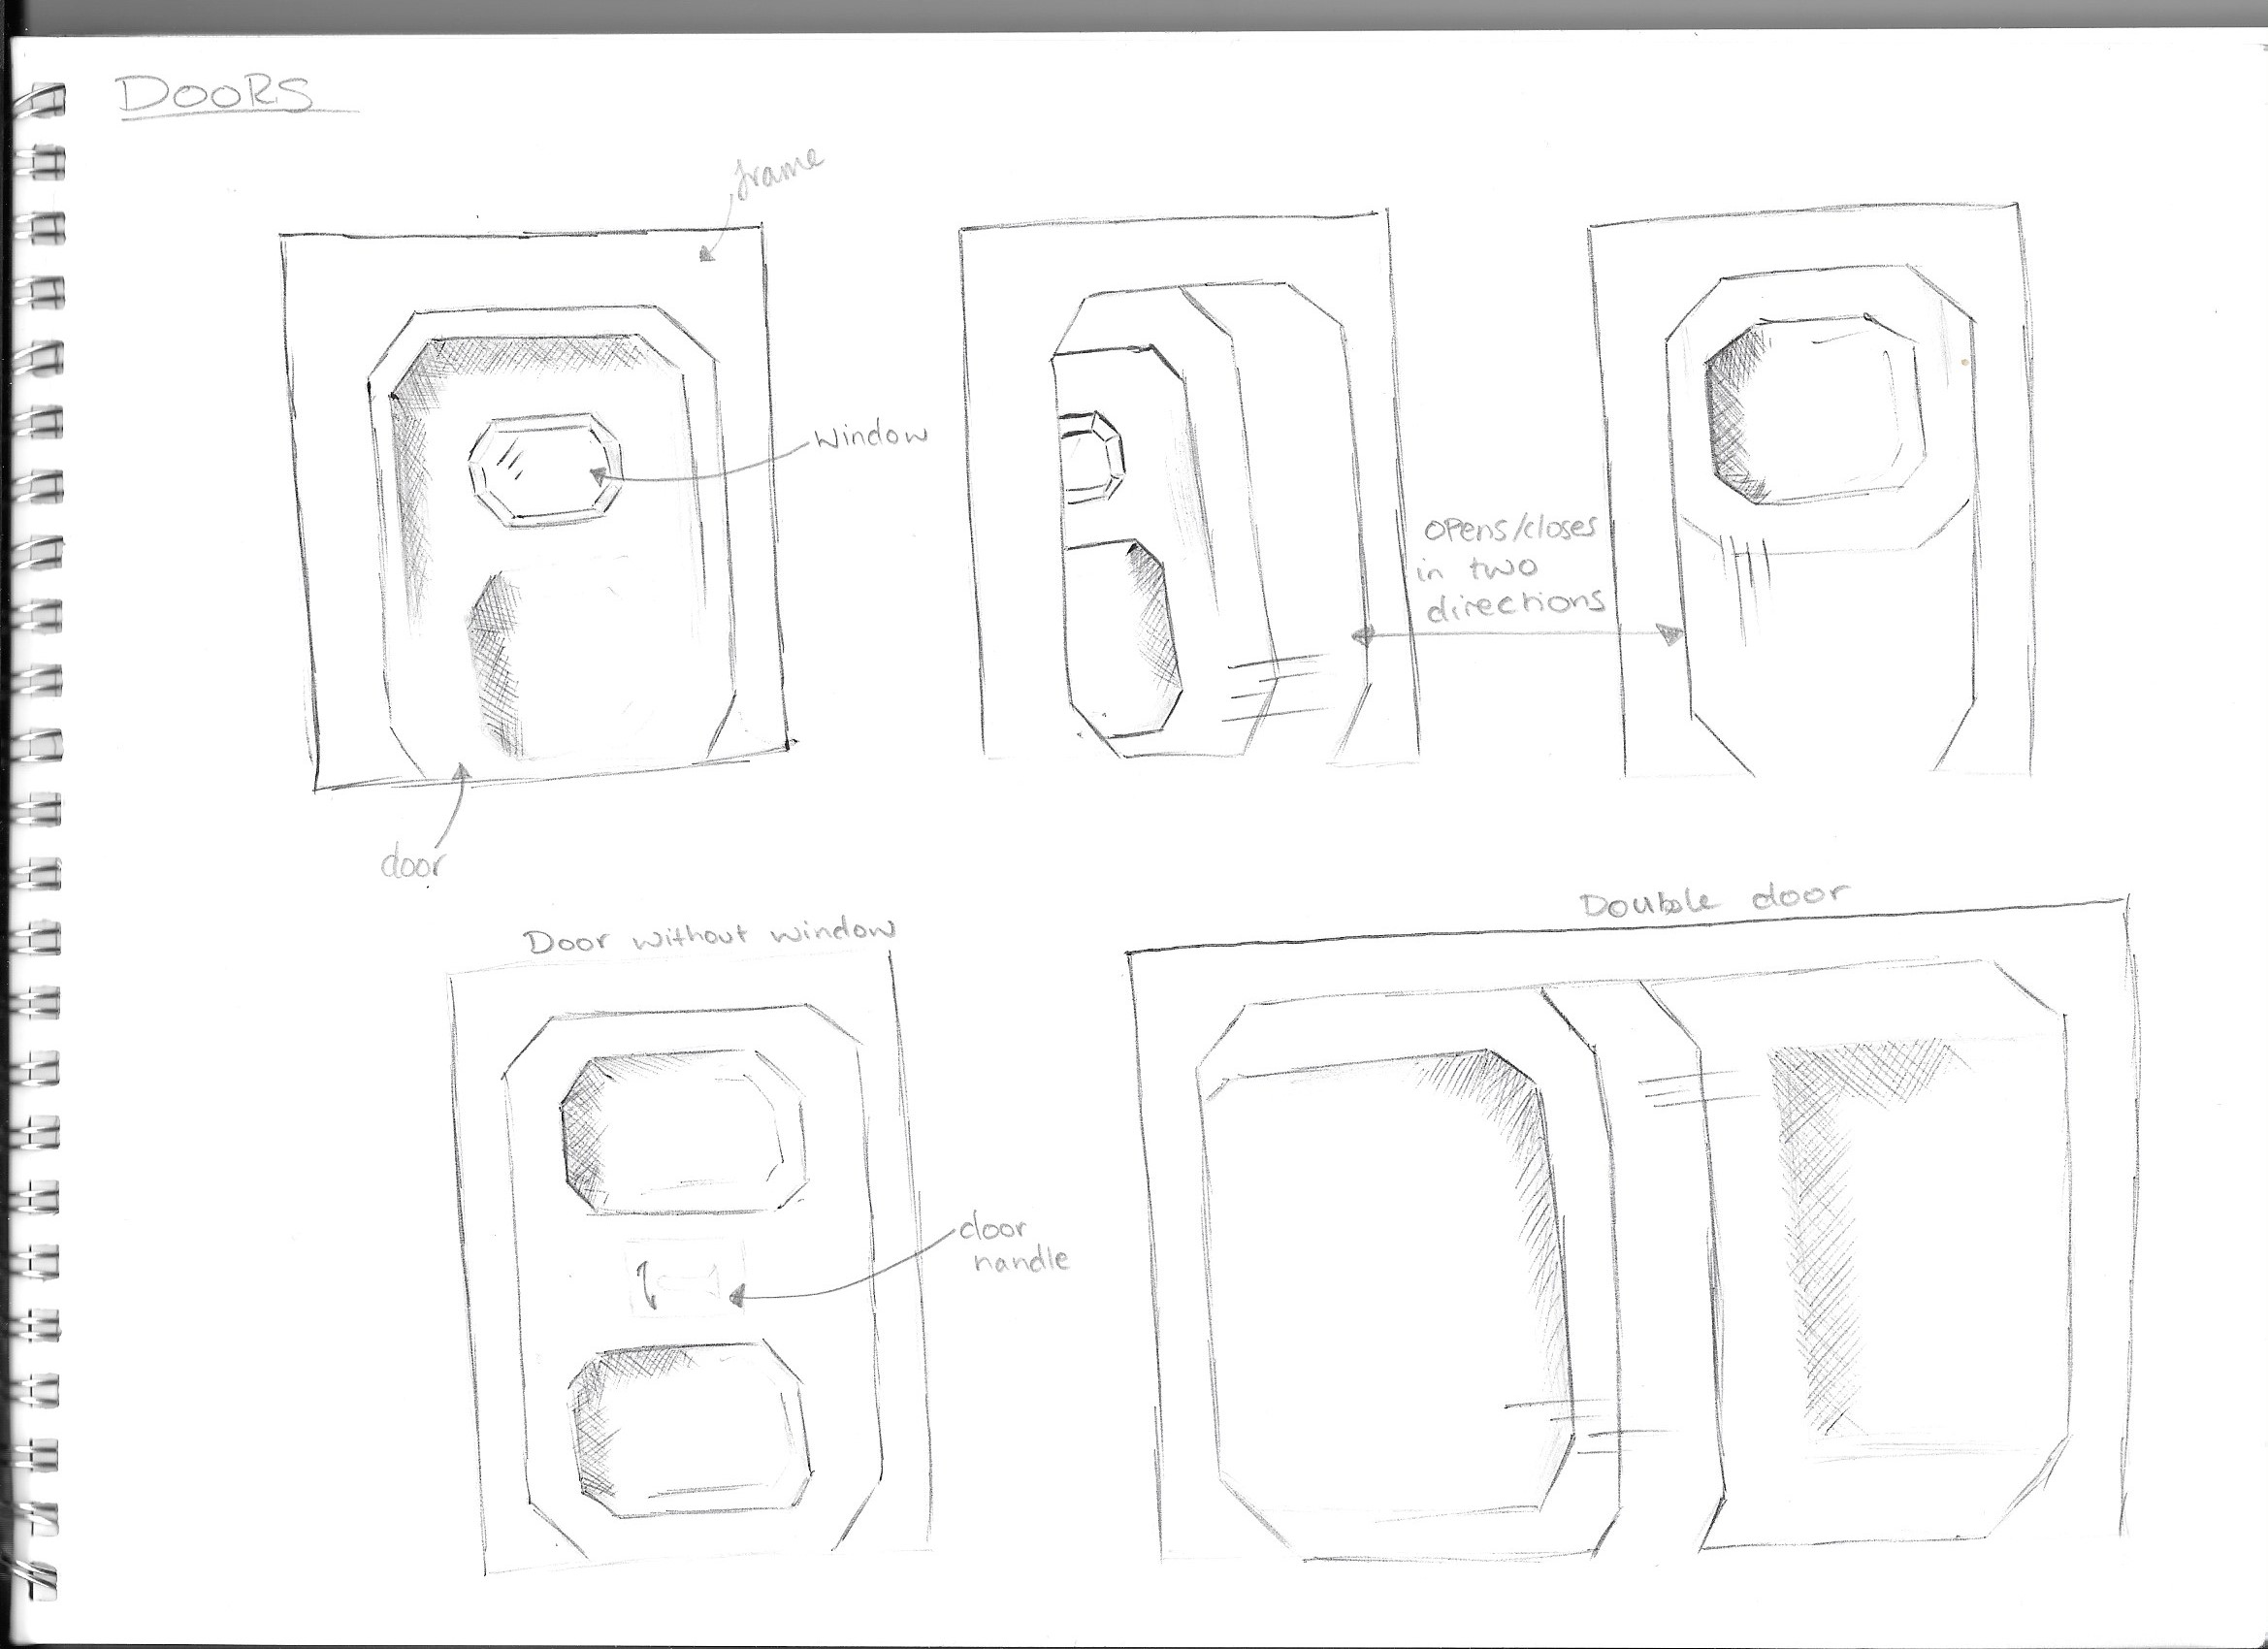 DOORS
frame
window
opens/closes
in two
directions
door
Door without window
Double door
door
handle